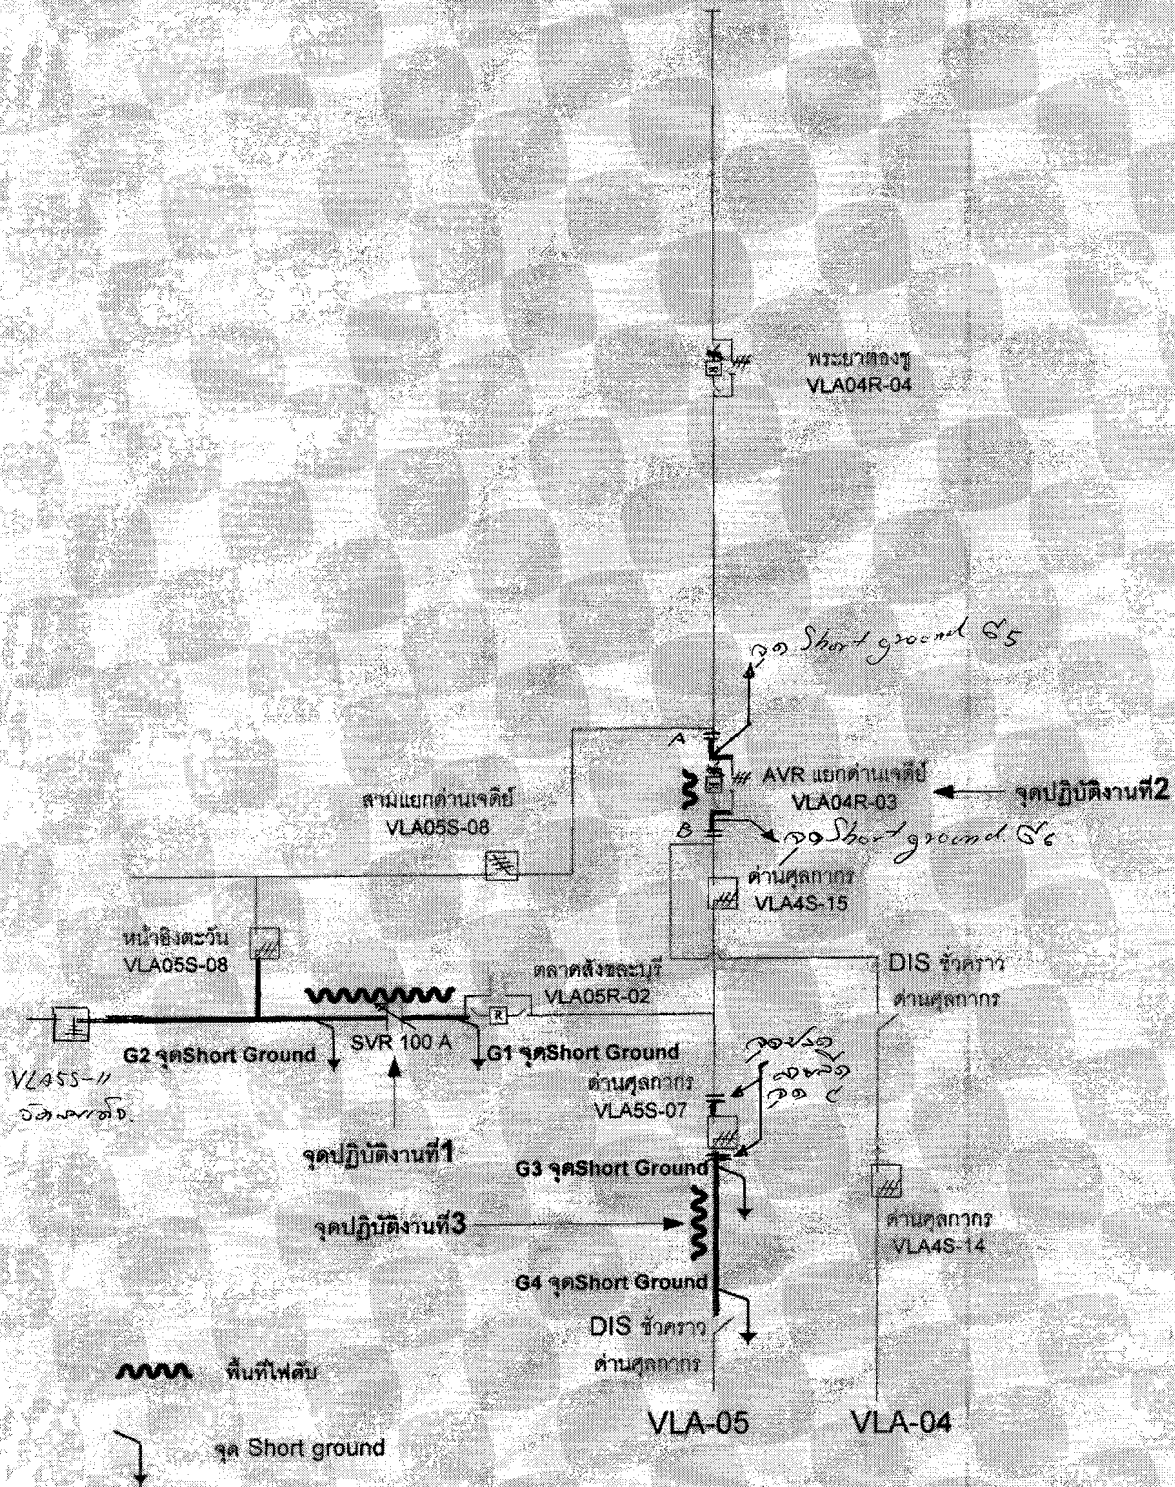 พระยาตองซู
VLA04R-04
จุด Short ground G5
A
AVR แยกด่านเจดีย์
VLA04R-03
จุดปฏิบัติงานที่2
สามแยกด่านเจดีย์
VLA05S-08
B
จุด Short ground G6
ด่านศุลกากร
VLA4S-15
หน้าอิงตะวัน
VLA05S-08
ตลาดสังขละบุรี
VLA05R-02
R
DIS ชั่วคราว
ด่านศุลกากร
G2 จุดShort Ground
SVR 100 A
G1 จุดShort Ground
VLA5S-11
ด่านศุลกากร
VLA5S-07
จุดปลด
จุด C
จุดปฏิบัติงานที่1
G3 จุดShort Ground
จุดปฏิบัติงานที่3
ด่านศุลกากร
VLA4S-14
G4 จุดShort Ground
DIS ชั่วคราว
ด่านศุลกากร
พื้นที่ไฟดับ
VLA-05
VLA-04
จุด Short ground